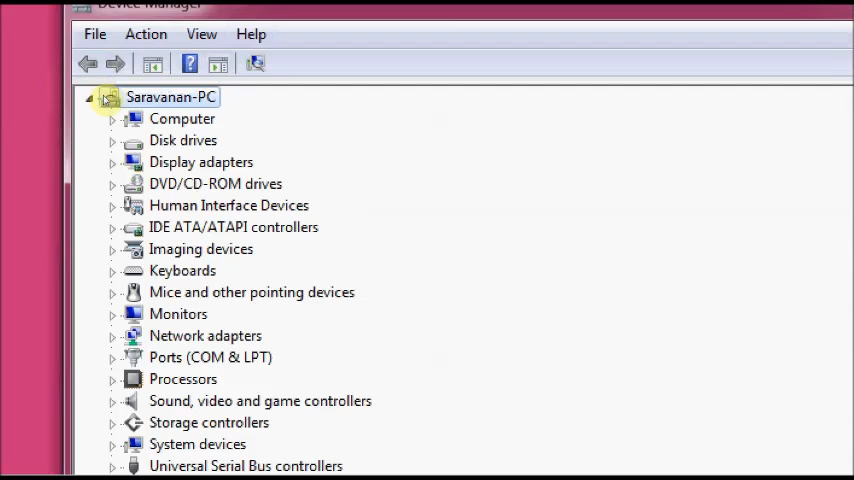 Device Manager
File Action View Help
Saravanan-PC
Computer
Disk drives
Display adapters
DVD/CD-ROM drives
Human Interface Devices
IDE ATA/ATAPI controllers
Imaging devices
Keyboards
Mice and other pointing devices
Monitors
Network adapters
Ports (COM & LPT)
Processors
Sound, video and game controllers
Storage controllers
System devices
Universal Serial Bus controllers